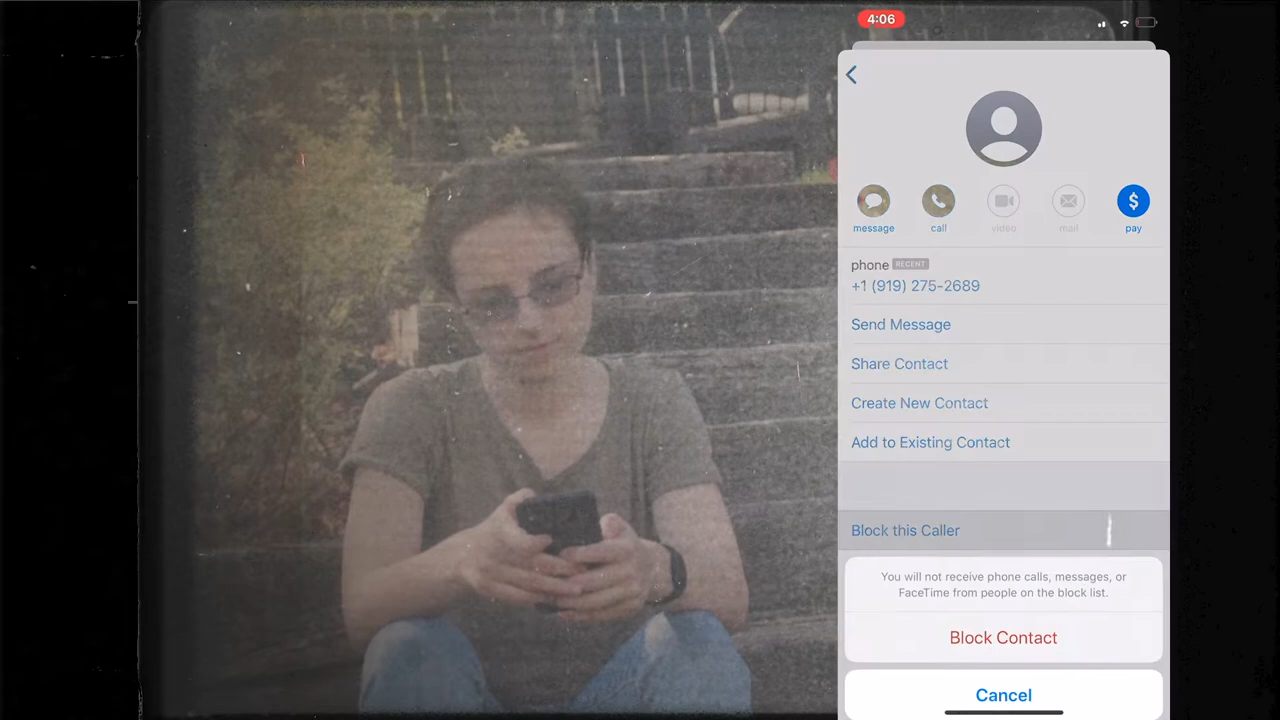 4:06
message
call
video
mail
pay
phone RECENT
+1 (919) 275-2689
Send Message
Share Contact
Create New Contact
Add to Existing Contact
Block this Caller
You will not receive phone calls, messages, or
FaceTime from people on the block list.
Block Contact
Cancel